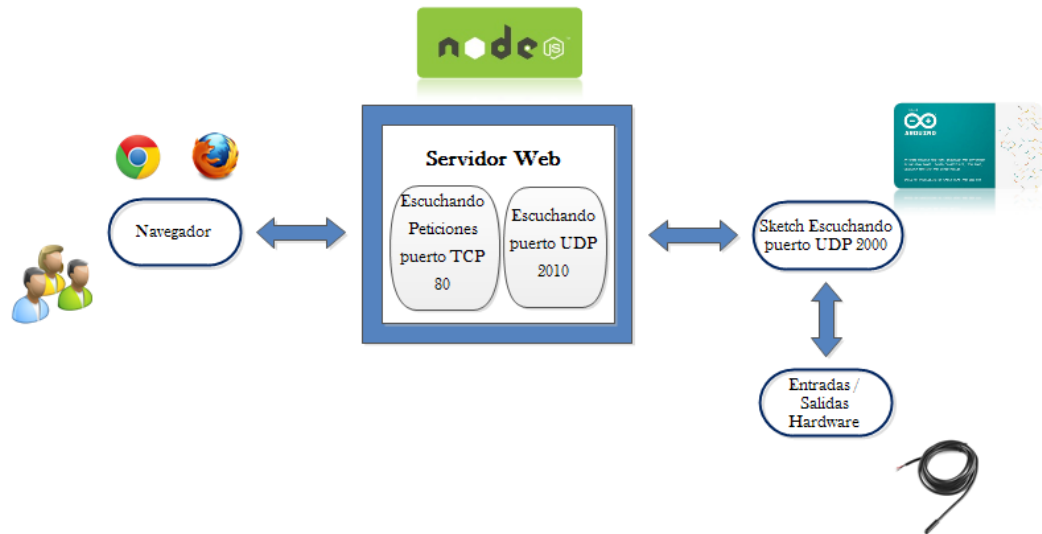 node
JS
Servidor Web
Escuchando
Peticiones
puerto TCP
80
Escuchando
puerto UDP
2010
Navegador
ARDUINO
Sketch Escuchando
puerto UDP 2000
Entradas /
Salidas
Hardware